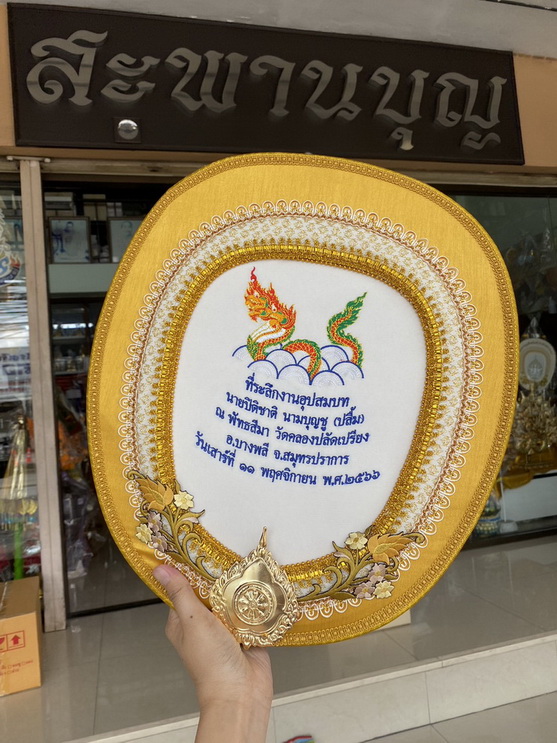 สะพานบุญ
ที่ระลึกงานอุปสมบท
นายปิติชาติ นามบุญชู (ปลื้ม)
ณ พัทธสีมา วัดคลองปลัดเปรียง
อ.บางพลี จ.สมุทรปราการ
วันเสาร์ที่ ๑๑ พฤศจิกายน พ.ศ.๒๕๖๖